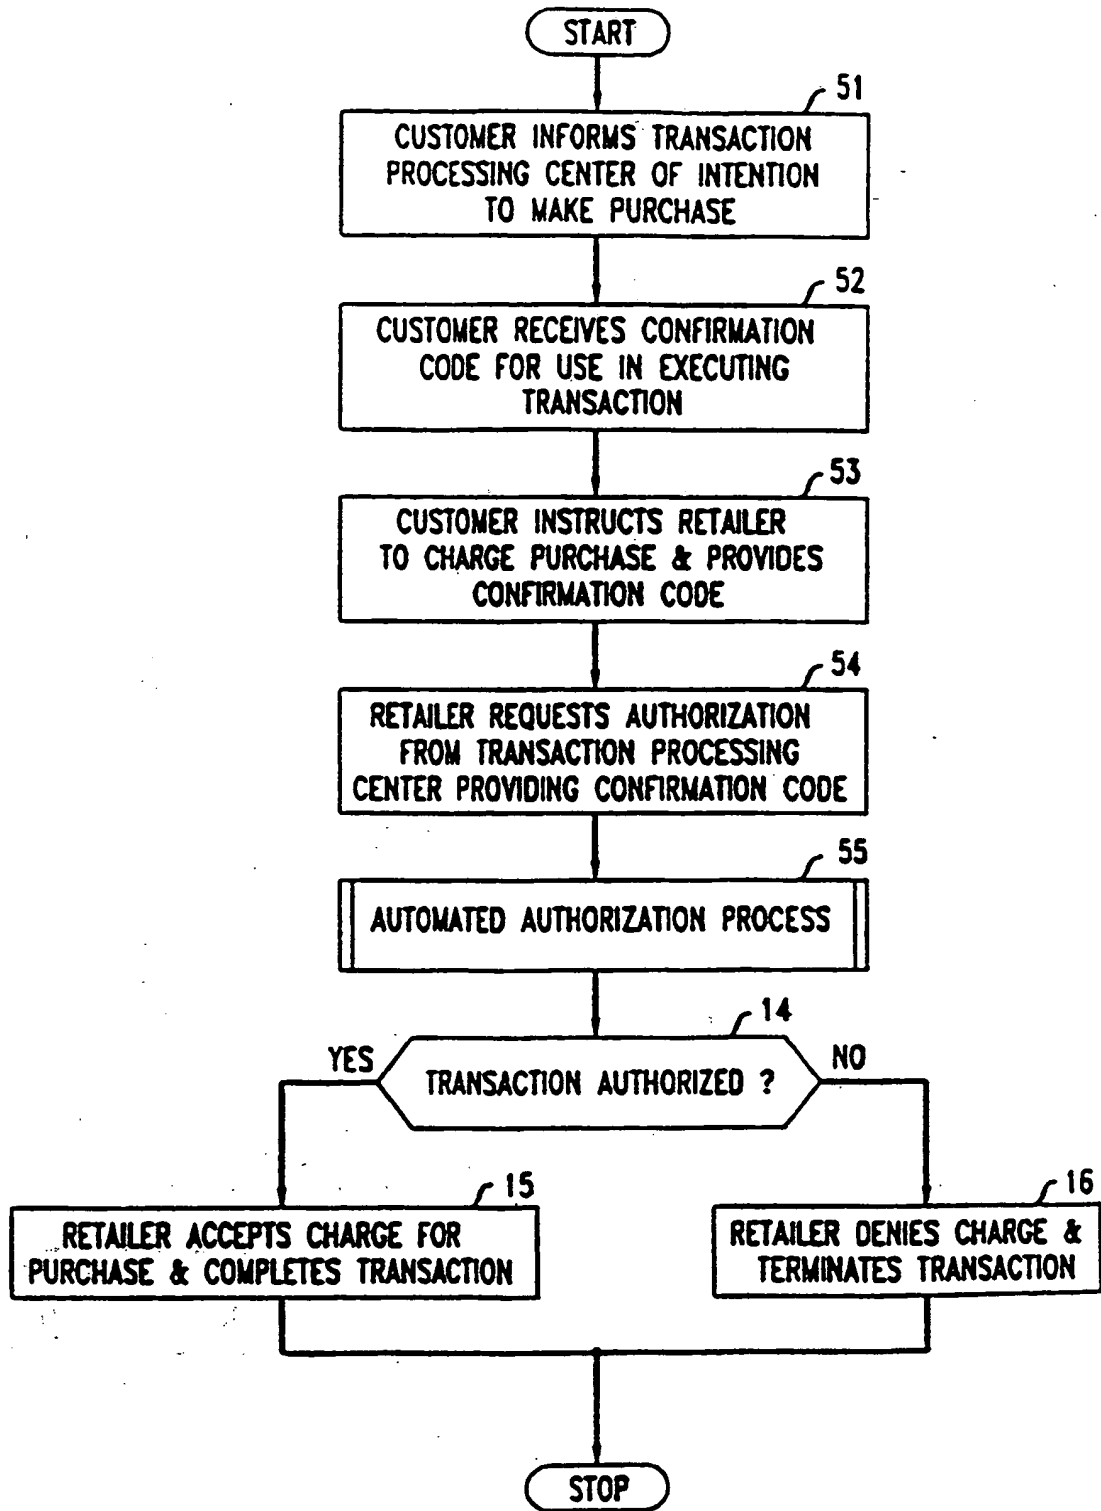 START
51
CUSTOMER INFORMS TRANSACTION
PROCESSING CENTER OF INTENTION
TO MAKE PURCHASE
52
CUSTOMER RECEIVES CONFIRMATION
CODE FOR USE IN EXECUTING
TRANSACTION
53
CUSTOMER INSTRUCTS RETAILER
TO CHARGE PURCHASE & PROVIDES
CONFIRMATION CODE
54
RETAILER REQUESTS AUTHORIZATION
FROM TRANSACTION PROCESSING
CENTER PROVIDING CONFIRMATION CODE
55
AUTOMATED AUTHORIZATION PROCESS
14
YES
TRANSACTION AUTHORIZED ?
NO
15
RETAILER ACCEPTS CHARGE FOR
PURCHASE & COMPLETES TRANSACTION
16
RETAILER DENIES CHARGE &
TERMINATES TRANSACTION
STOP